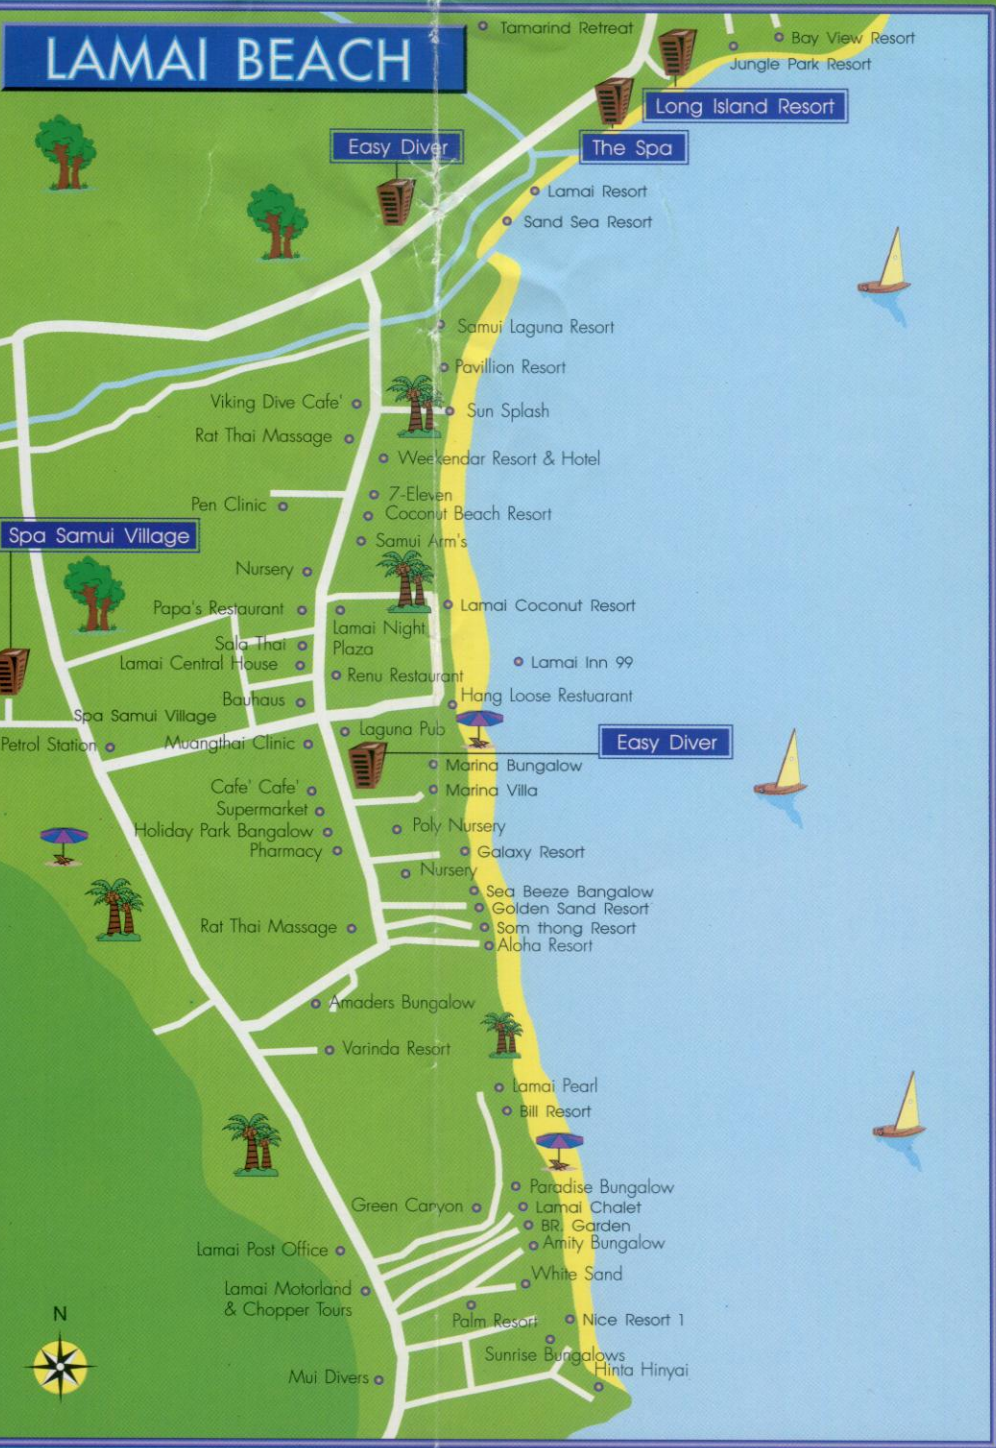 LAMAI BEACH
Tamarind Retreat
Bay View Resort
Jungle Park Resort
Long Island Resort
Easy Diver
The Spa
Lamai Resort
Sand Sea Resort
Samui Laguna Resort
Pavillion Resort
Viking Dive Cafe'
Sun Splash
Rat Thai Massage
Weekendar Resort & Hotel
7-Eleven
Pen Clinic
Coconut Beach Resort
Spa Samui Village
Samui Arm's
Nursery
Papa's Restaurant
Lamai Coconut Resort
Lamai Night
Plaza
Sala Thai
Lamai Central House
Lamai Inn 99
Renu Restaurant
Bauhaus
Hang Loose Restuarant
Spa Samui Village
Laguna Pub
Petrol Station
Muangthai Clinic
Easy Diver
Marina Bungalow
Cafe' Cafe'
Marina Villa
Supermarket
Holiday Park Bangalow
Poly Nursery
Pharmacy
Galaxy Resort
Nursery
Sea Beeze Bangalow
Golden Sand Resort
Rat Thai Massage
Som thong Resort
Aloha Resort
Amaders Bungalow
Varinda Resort
Lamai Pearl
Bill Resort
Paradise Bungalow
Green Canyon
Lamai Chalet
BR. Garden
Amity Bungalow
Lamai Post Office
White Sand
Lamai Motorland
& Chopper Tours
Palm Resort
Nice Resort 1
N
Sunrise Bungalows
Hinta Hinyai
Mui Divers